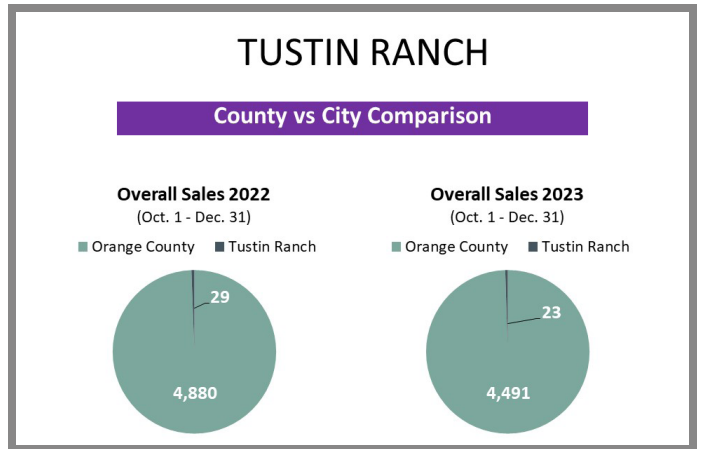 TUSTIN RANCH
County vs City Comparison
Overall Sales 2022
(Oct. 1 - Dec. 31)
Orange County Tustin Ranch
29
4,880
Overall Sales 2023
(Oct. 1 - Dec. 31)
Orange County Tustin Ranch
23
4,491